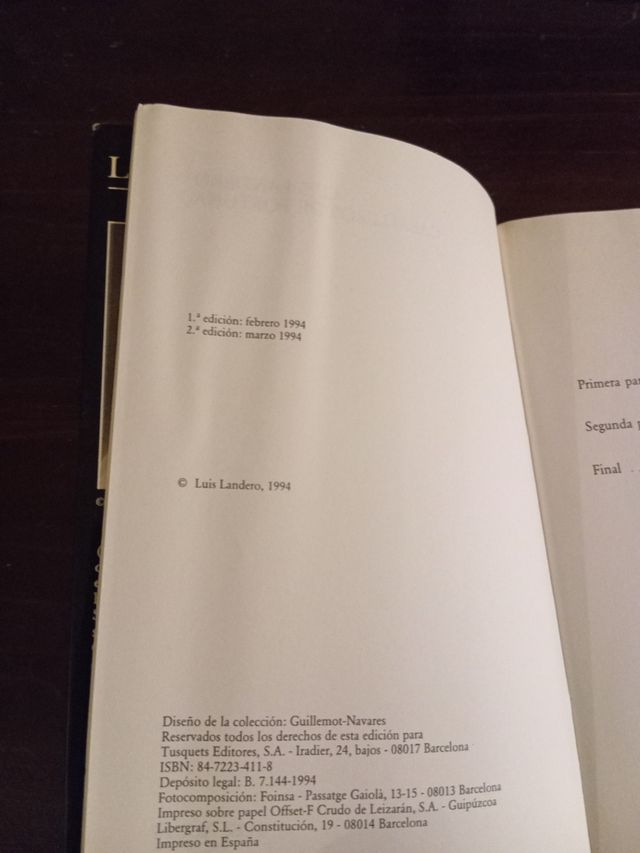 1.ª edición: febrero 1994
2.ª edición: marzo 1994
© Luis Landero, 1994
Diseño de la colección: Guillemot-Navares
Reservados todos los derechos de esta edición para
Tusquets Editores, S.A. - Iradier, 24, bajos - 08017 Barcelona
ISBN: 84-7223-411-8
Depósito legal: B. 7.144-1994
Fotocomposición: Foinsa - Passatge Gaiolà, 13-15 - 08013 Barcelona
Impreso sobre papel Offset-F Crudo de Leizarán, S.A. - Guipúzcoa
Libergraf, S.L. - Constitución, 19 - 08014 Barcelona
Impreso en España
Primera
Segunda
Final . .